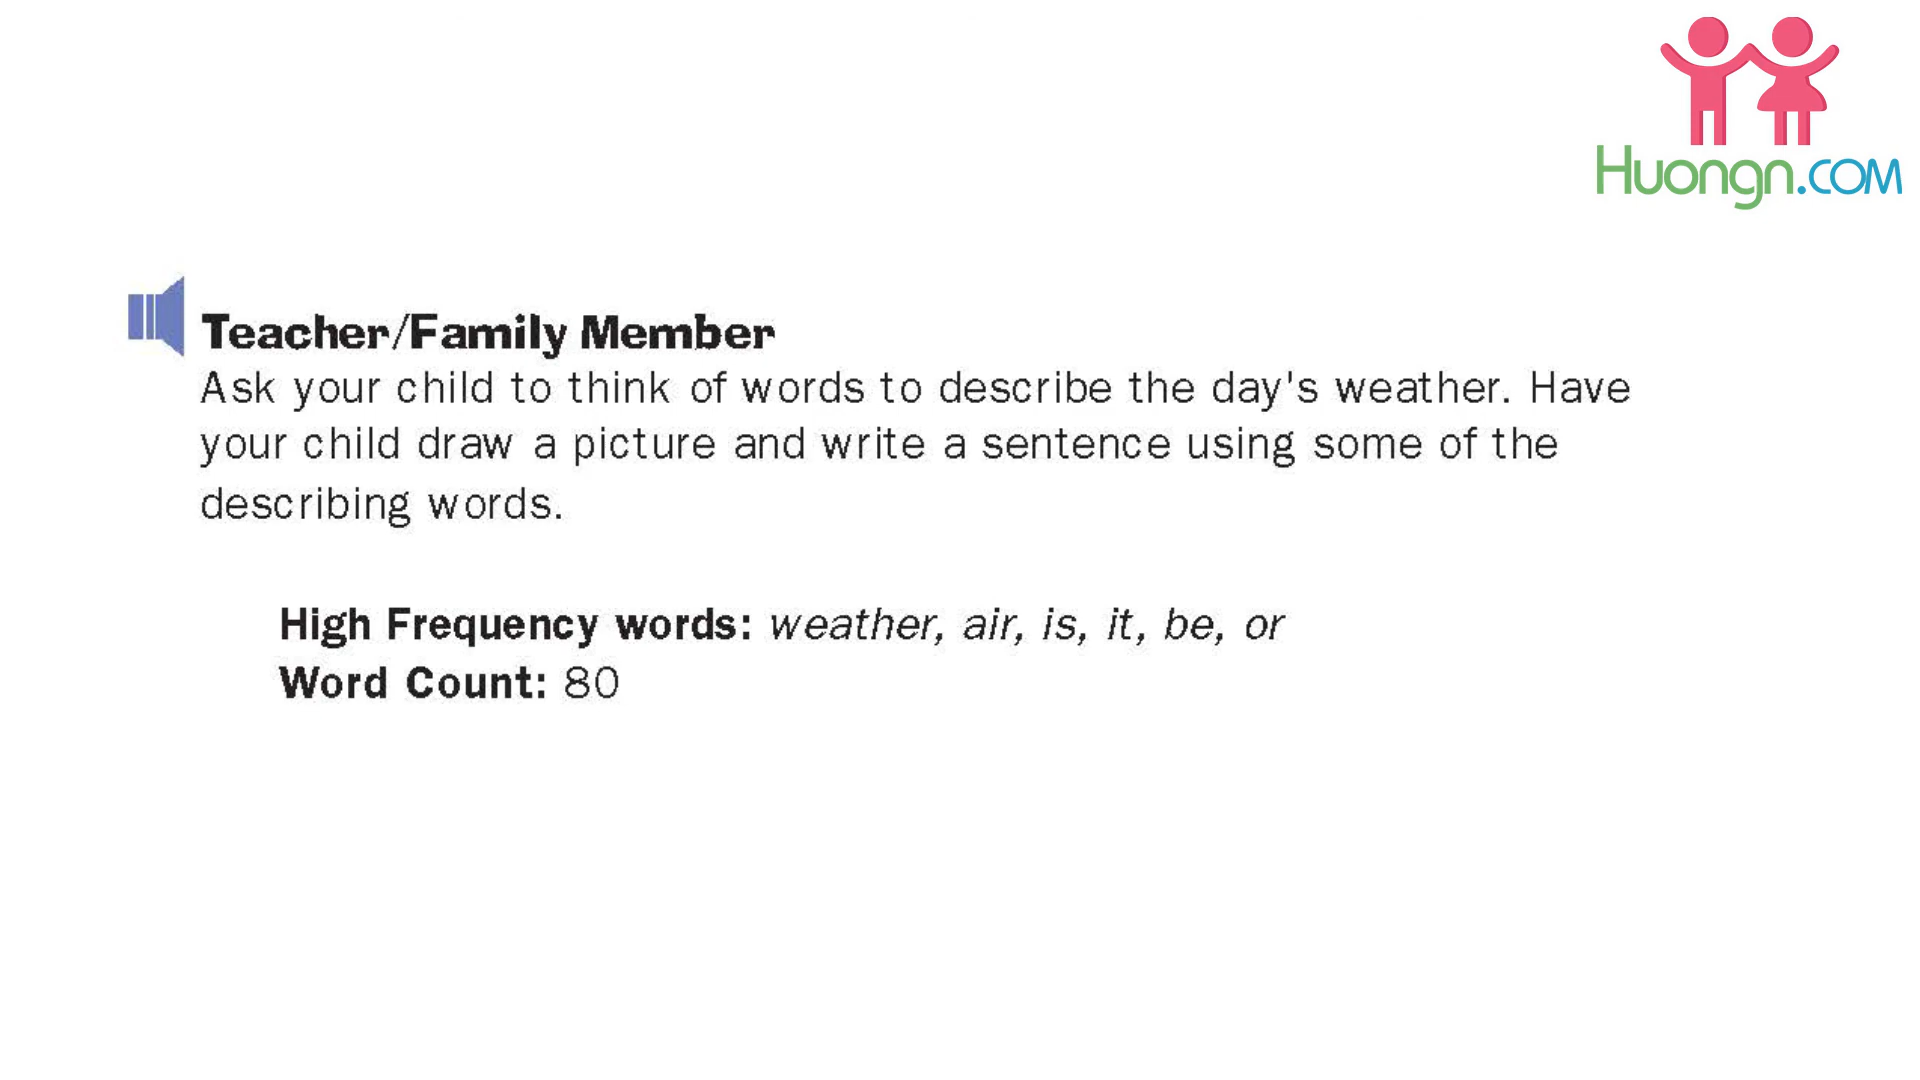 Huongn.COM
Teacher/Family Member
Ask your child to think of words to describe the day's weather. Have
your child draw a picture and write a sentence using some of the
describing words.
High Frequency words: weather, air, is, it, be, or
Word Count: 80